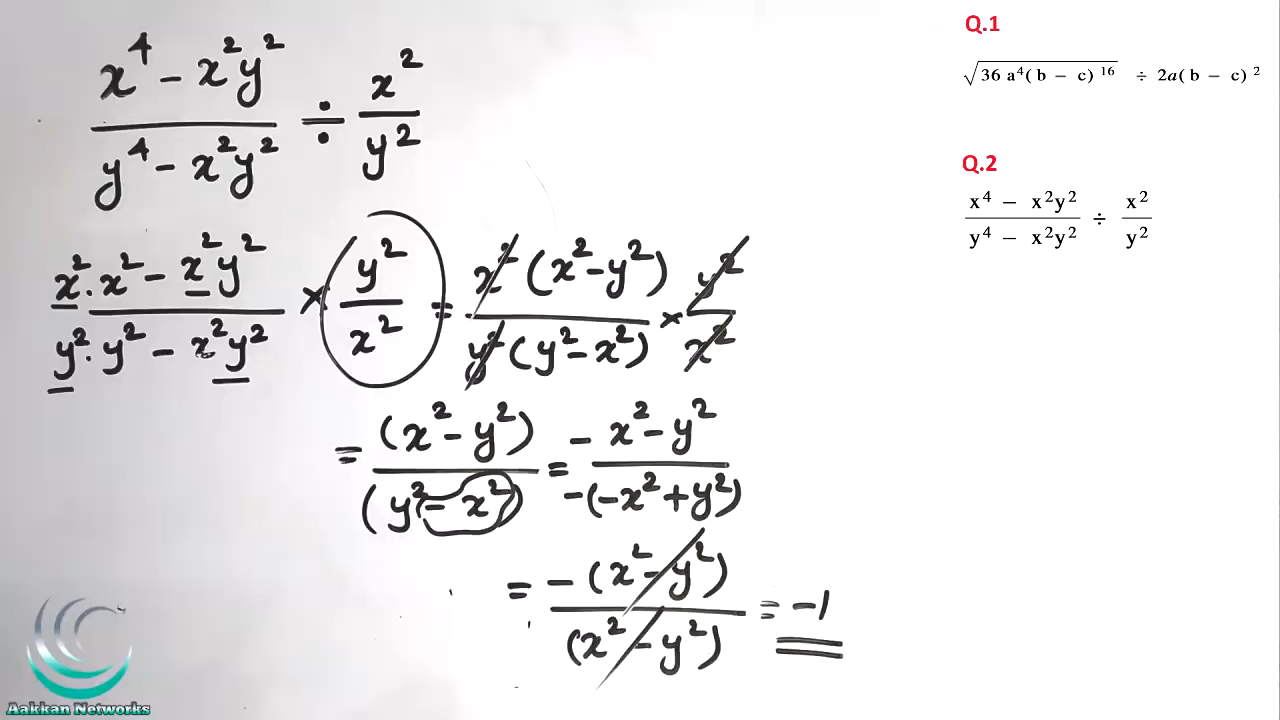 x⁴ - x²y² / y⁴ - x²y² ÷ x² / y²
x²·x² - x²y² / y²·y² - x²y² × y² / x² = x²(x² - y²) / y²(y² - x²) × y² / x²
= (x² - y²) / (y² - x²) = - x² - y² / -(-x² + y²)
= -(x² - y²) / (x² - y²) = -1
Q.1
√36 a⁴( b - c) ¹⁶ ÷ 2a( b - c) ²
Q.2
x⁴ - x²y² / y⁴ - x²y² ÷ x² / y²
Aakkan Networks